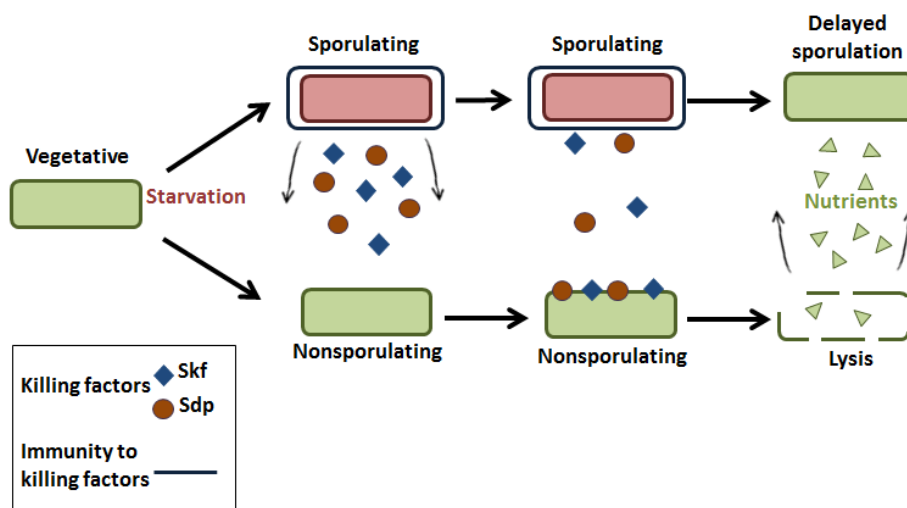 Sporulating
Sporulating
Delayed
sporulation
Vegetative
Starvation
Nutrients
Nonsporulating
Nonsporulating
Lysis
Killing factors
Skf
Sdp
Immunity to
killing factors